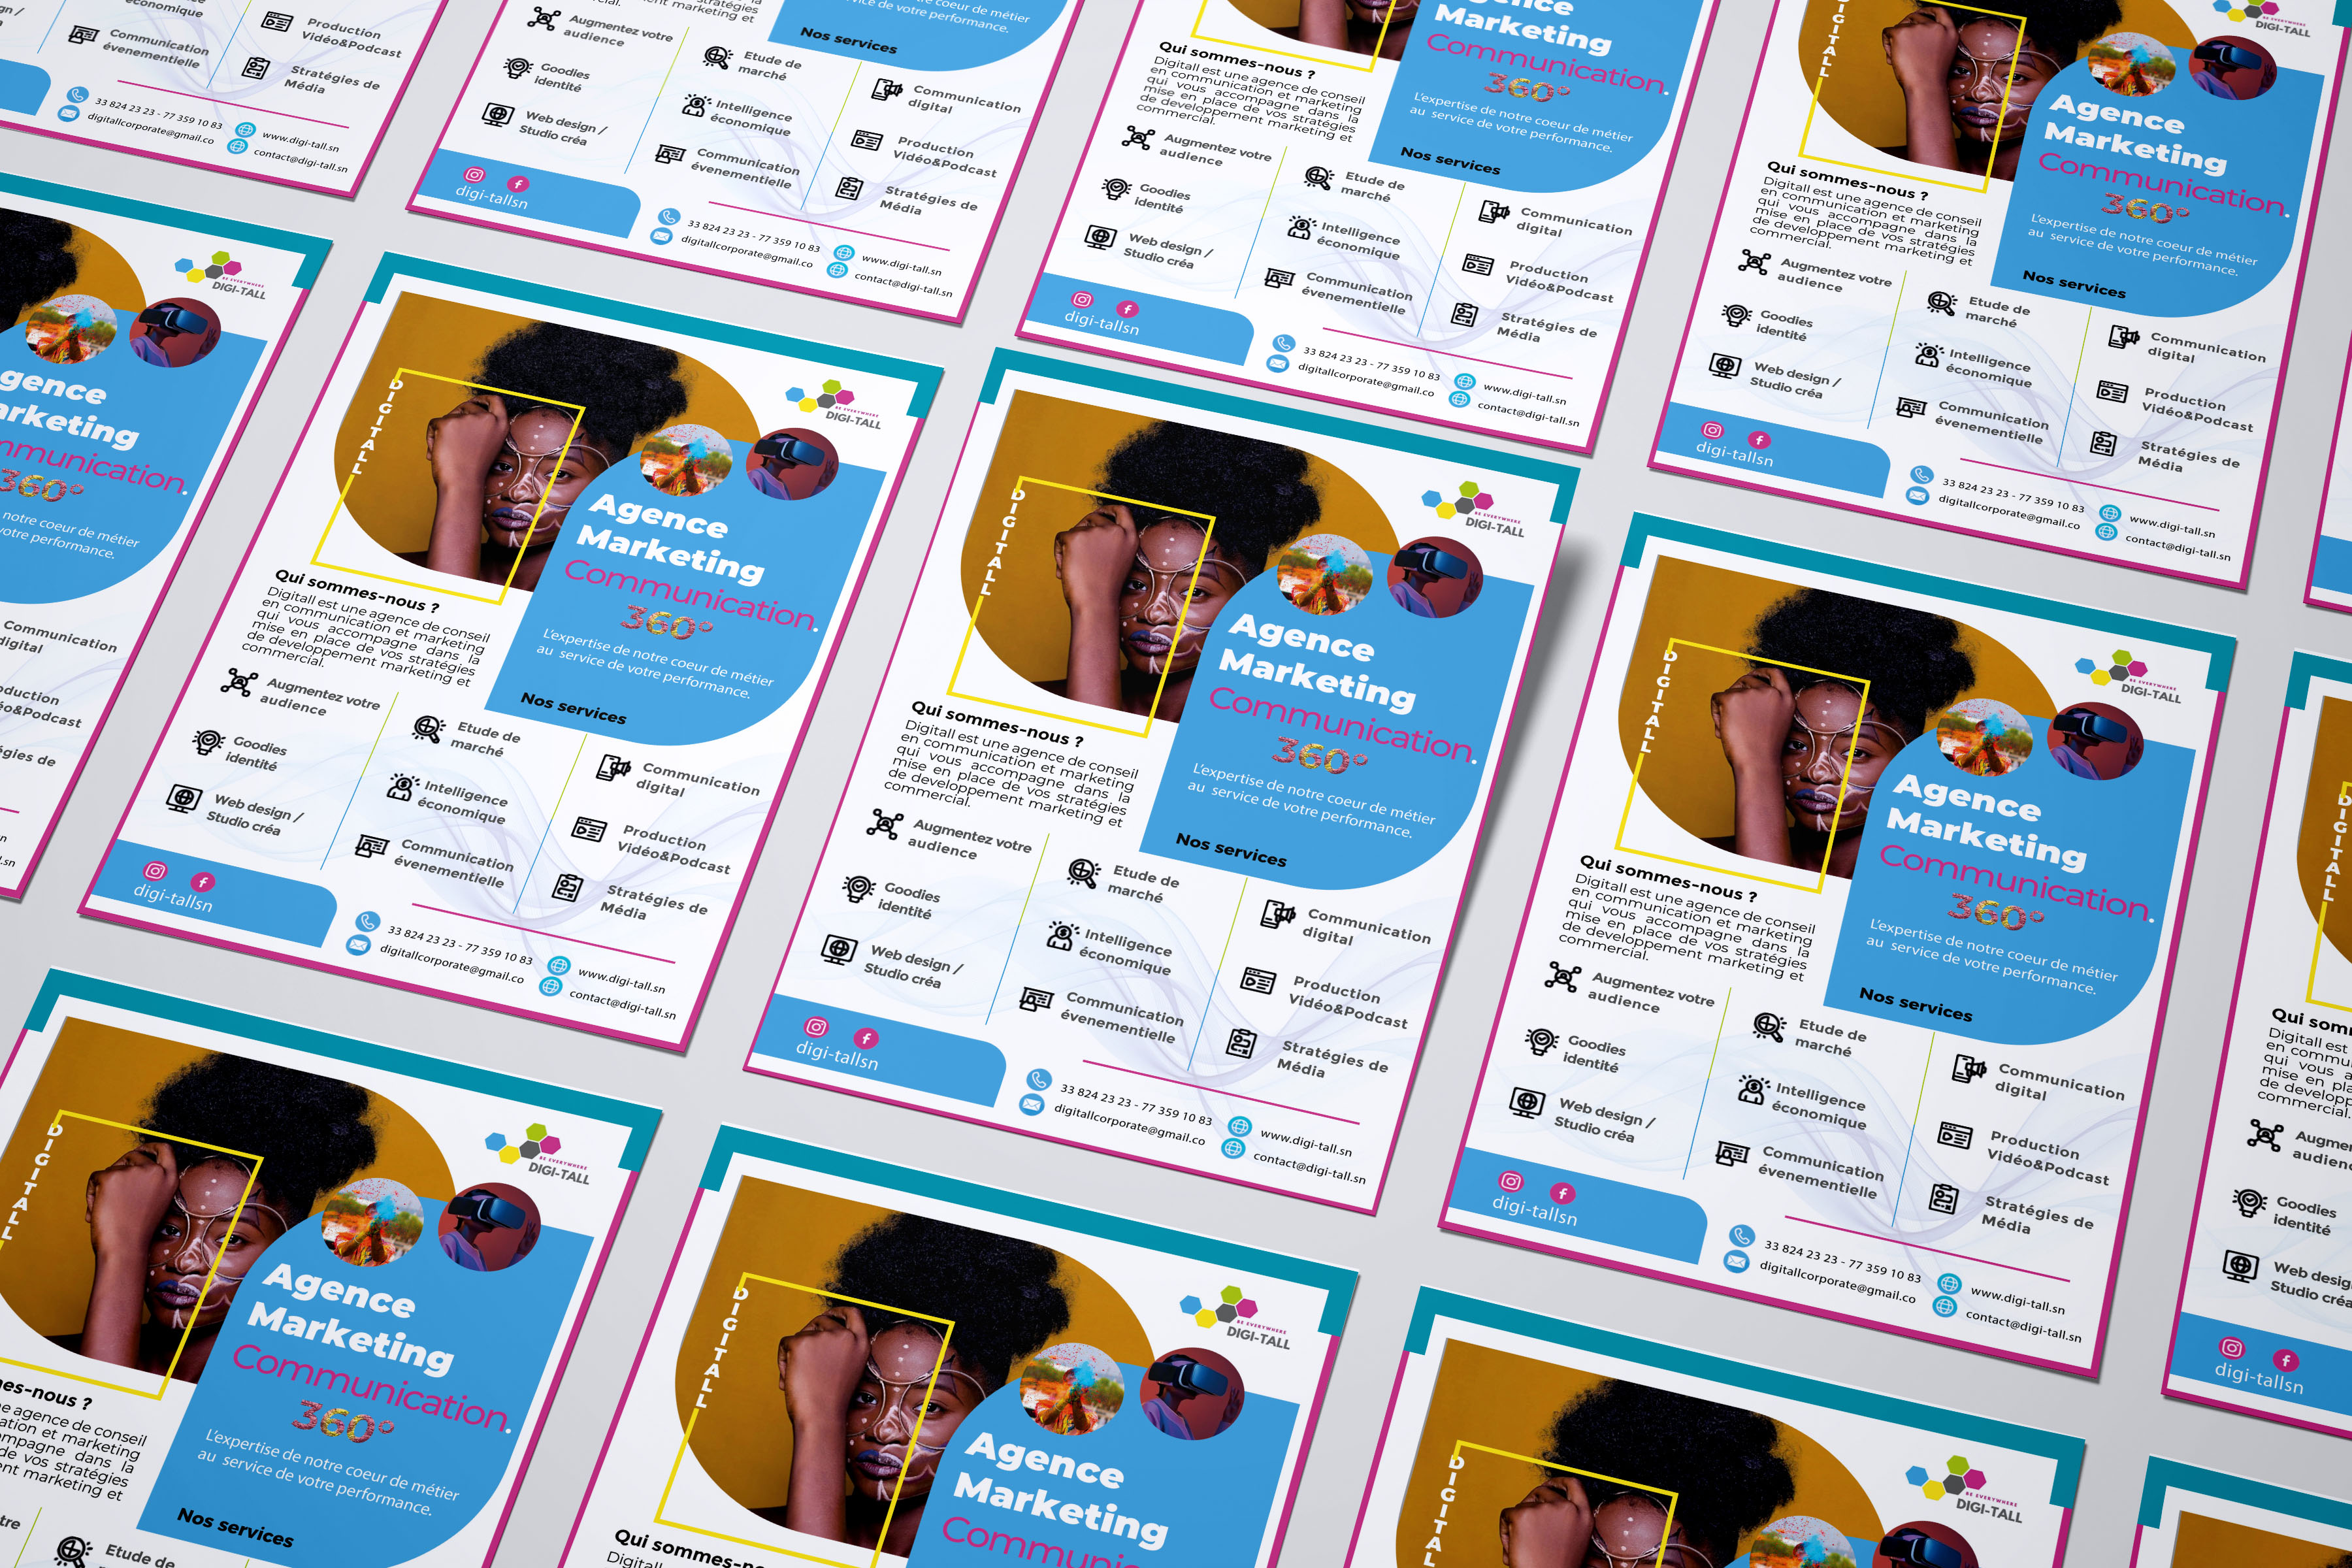 BE EVERYWHERE
DIGI-TALL
DIGITALL
Agence
Marketing
Communication.
360°
L'expertise de notre coeur de métier
au service de votre performance.
Nos services
Qui sommes-nous ?
Digitall est une agence de conseil
en communication et marketing
qui vous accompagne dans la
mise en place de vos stratégies
de developpement marketing et
commercial.
Augmentez votre
audience
Goodies
identité
Web design /
Studio créa
Etude de
marché
Intelligence
économique
Communication
évenementielle
Communication
digital
Production
Vidéo&Podcast
Stratégies de
Média
digi-tallsn
33 824 23 23 - 77 359 10 83
digitallcorporate@gmail.co
www.digi-tall.sn
contact@digi-tall.sn